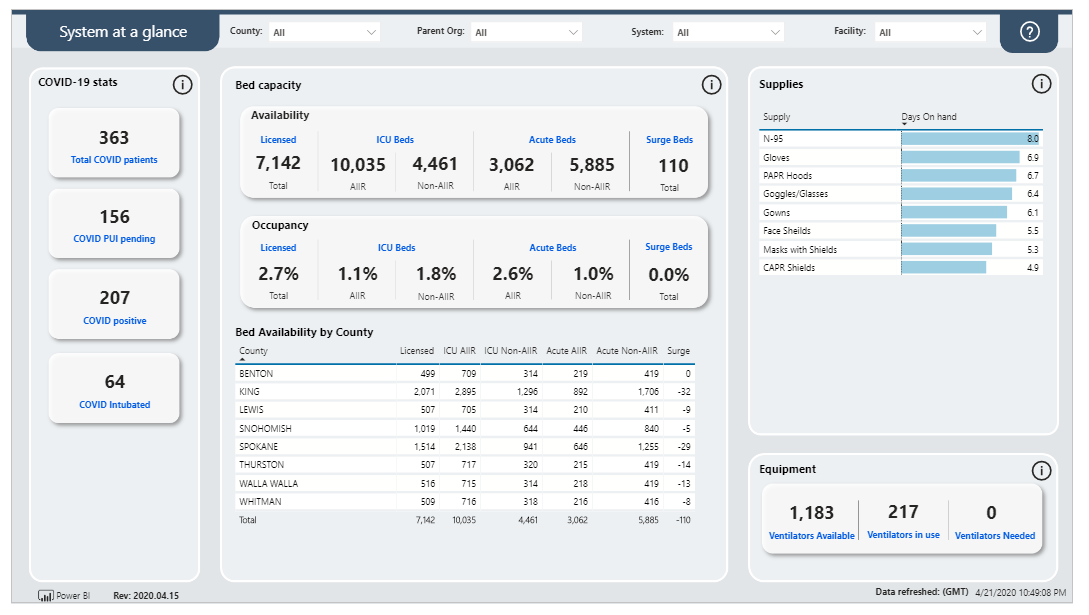 System at a glance
County: All Parent Org: All System: All Facility: All ?
COVID-19 stats i
363
Total COVID patients
156
COVID PUI pending
207
COVID positive
64
COVID Intubated
Bed capacity i
Availability
Licensed ICU Beds Acute Beds Surge Beds
7,142 10,035 4,461 3,062 5,885 110
Total AIIR Non-AIIR AIIR Non-AIIR Total
Occupancy
Licensed ICU Beds Acute Beds Surge Beds
2.7% 1.1% 1.8% 2.6% 1.0% 0.0%
Total AIIR Non-AIIR AIIR Non-AIIR Total
Bed Availability by County
County Licensed ICU AIIR ICU Non-AIIR Acute AIIR Acute Non-AIIR Surge
BENTON 499 709 314 219 419 0
KING 2,071 2,895 1,296 892 1,706 -32
LEWIS 507 705 314 210 411 -9
SNOHOMISH 1,019 1,440 644 446 840 -5
SPOKANE 1,514 2,138 941 646 1,255 -29
THURSTON 507 717 320 215 419 -14
WALLA WALLA 516 715 314 218 419 -13
WHITMAN 509 716 318 216 416 -8
Total 7,142 10,035 4,461 3,062 5,885 -110
Supplies i
Supply Days On hand
N-95 8.0
Gloves 6.9
PAPR Hoods 6.7
Goggles/Glasses 6.4
Gowns 6.1
Face Sheilds 5.5
Masks with Shields 5.3
CAPR Shields 4.9
Equipment i
1,183 217 0
Ventilators Available Ventilators in use Ventilators Needed
Power BI Rev: 2020.04.15
Data refreshed: (GMT) 4/21/2020 10:49:08 PM